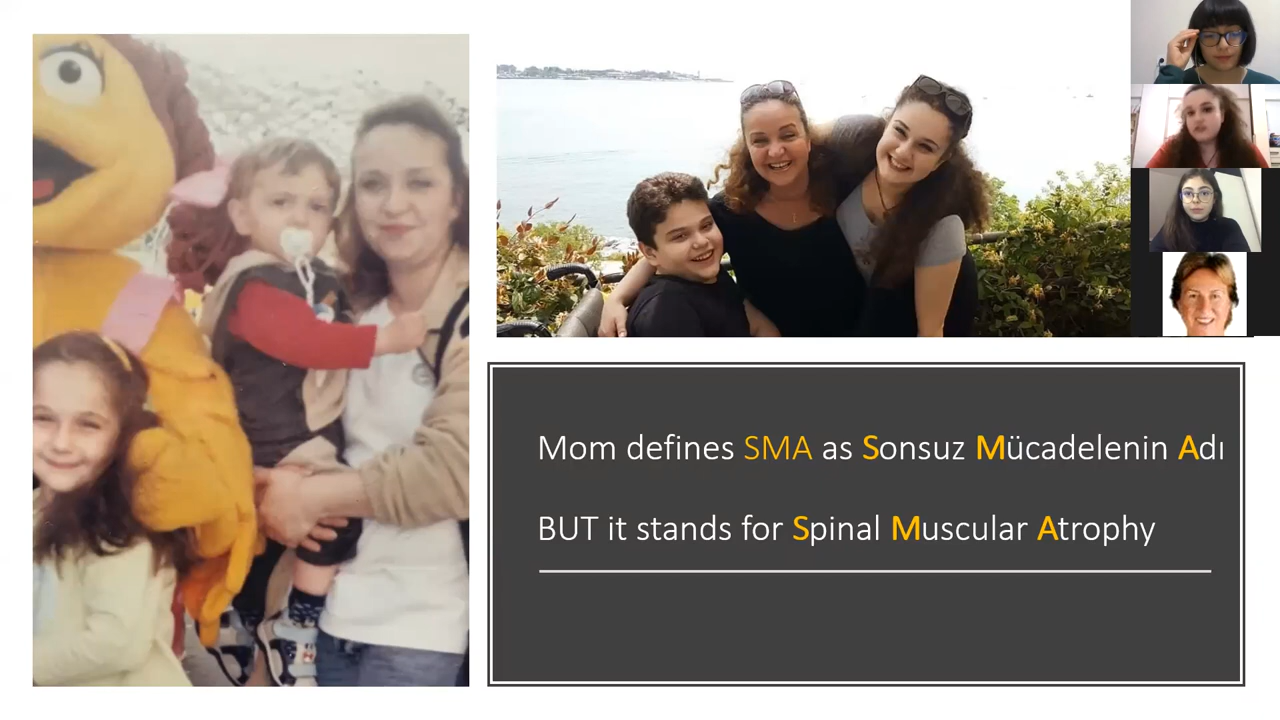 Mom defines SMA as Sonsuz Mücadelenin Adı
BUT it stands for Spinal Muscular Atrophy